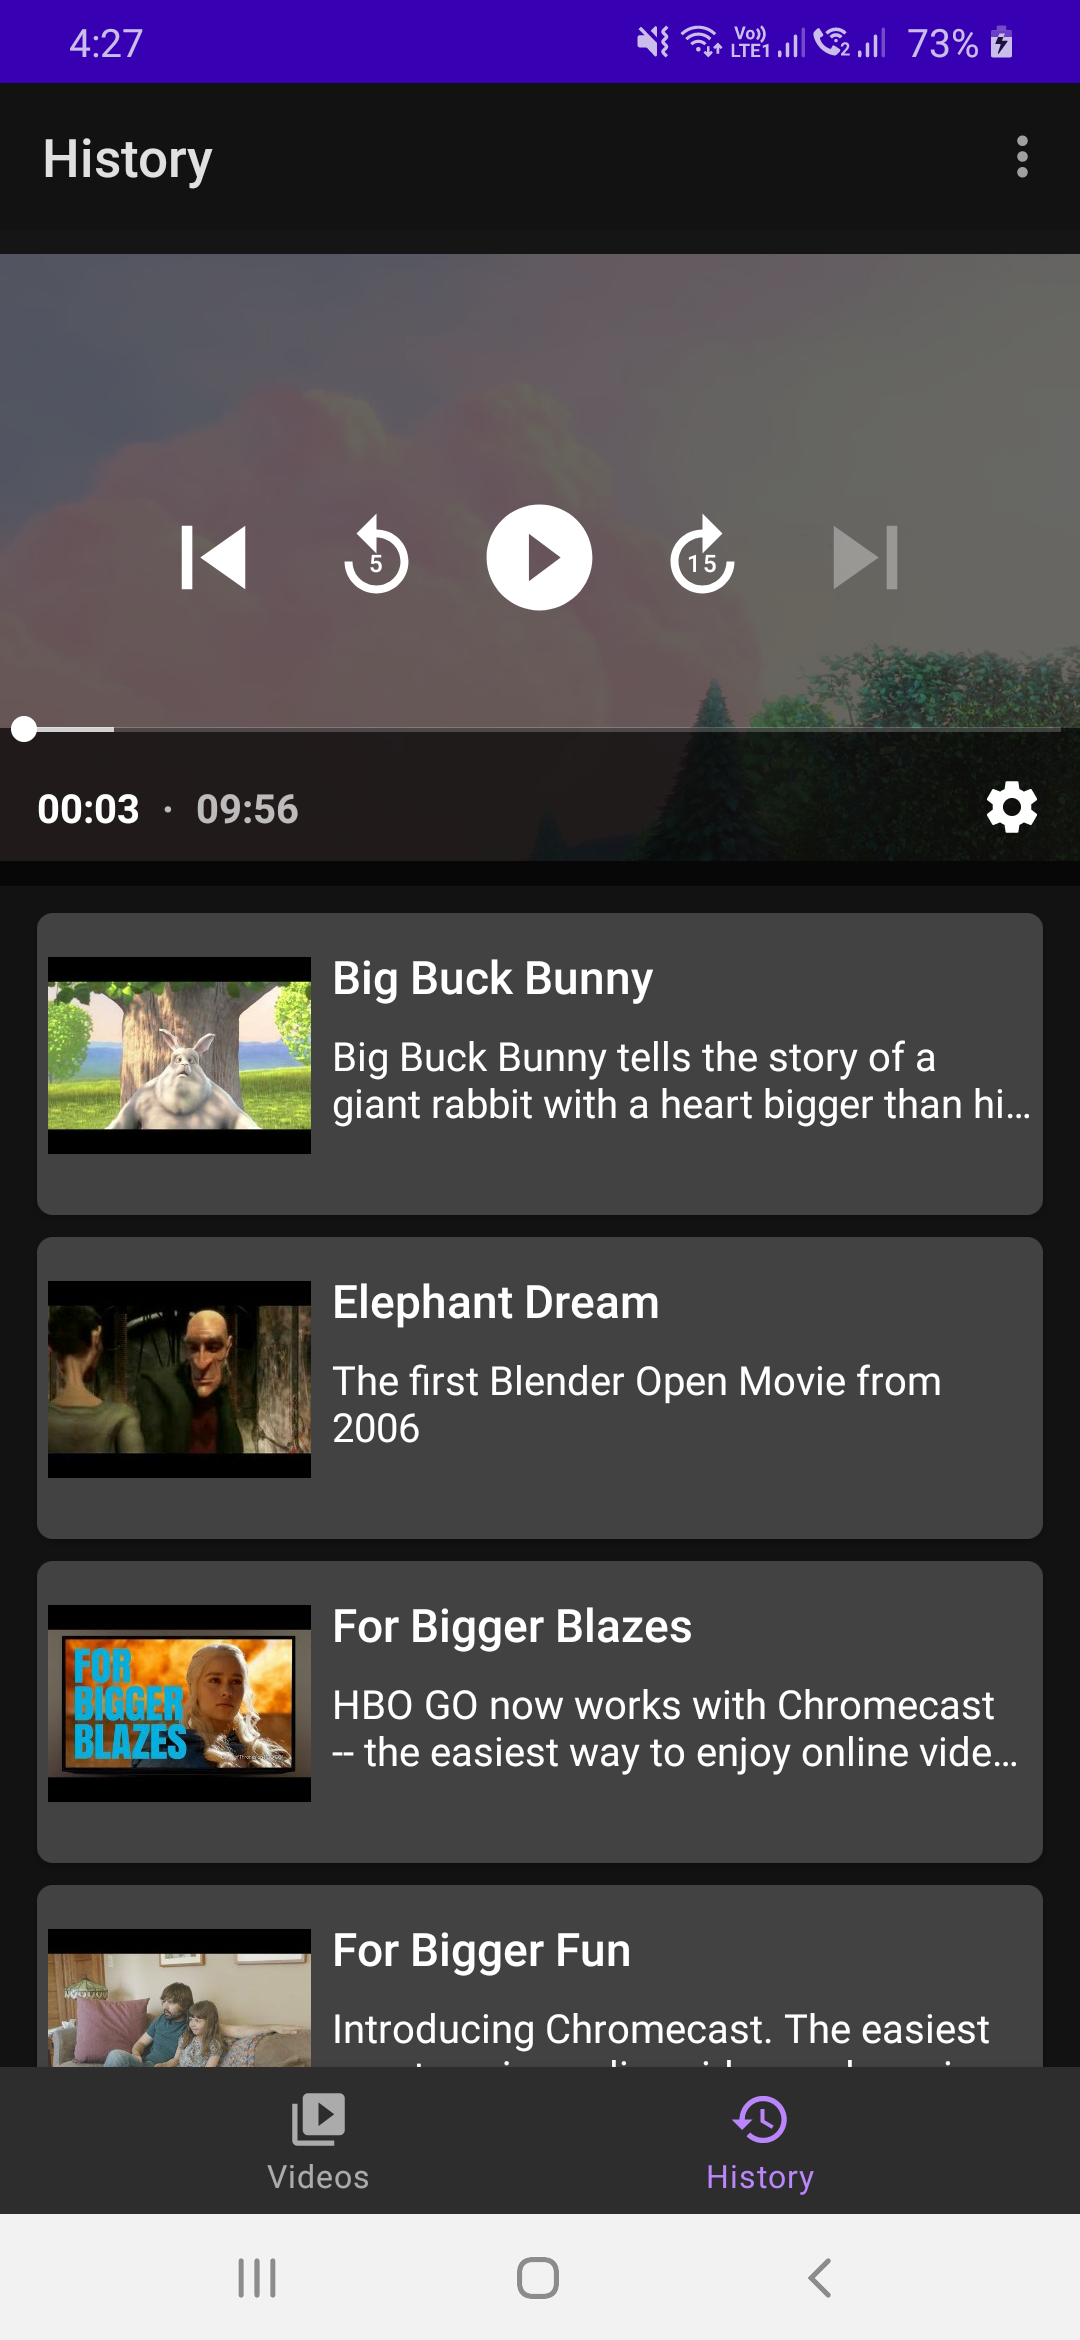 4:27
Vo))
LTE1
2
73%
History
5
15
00:03 · 09:56
Big Buck Bunny
Big Buck Bunny tells the story of a
giant rabbit with a heart bigger than hi...
Elephant Dream
The first Blender Open Movie from
2006
FOR
BIGGER
BLAZES
For Bigger Blazes
HBO GO now works with Chromecast
-- the easiest way to enjoy online vide...
For Bigger Fun
Introducing Chromecast. The easiest
Videos
History